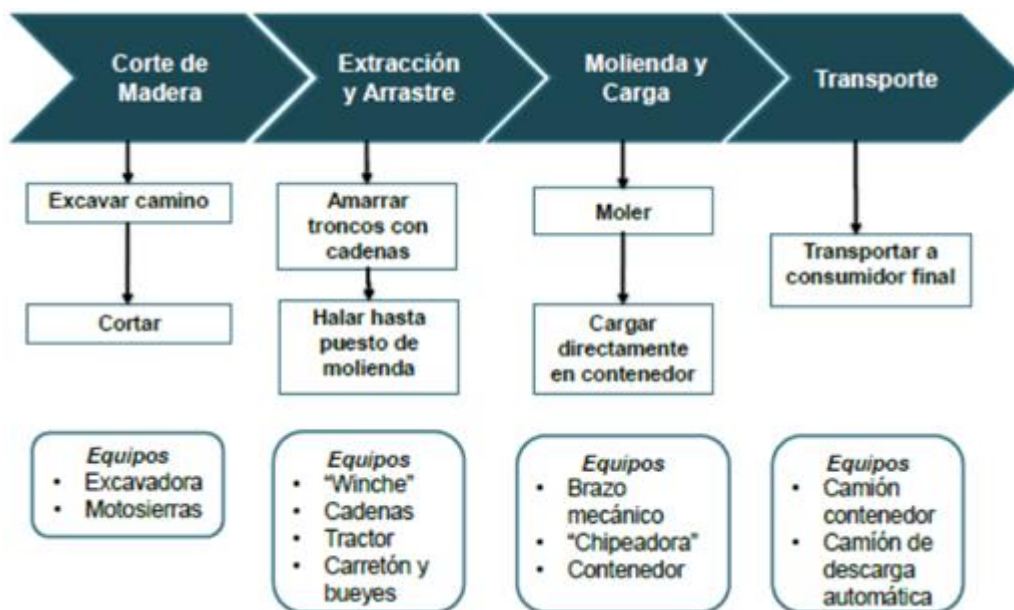 Corte de
Madera
Extracción
y Arrastre
Molienda y
Carga
Transporte
Excavar camino
Cortar
Amarrar
troncos con
cadenas
Halar hasta
puesto de
molienda
Moler
Cargar
directamente
en contenedor
Transportar a
consumidor final
Equipos
• Excavadora
• Motosierras
Equipos
• "Winche"
• Cadenas
• Tractor
• Carretón y
bueyes
Equipos
• Brazo
mecánico
• "Chipeadora"
• Contenedor
Equipos
• Camión
contenedor
• Camión de
descarga
automática